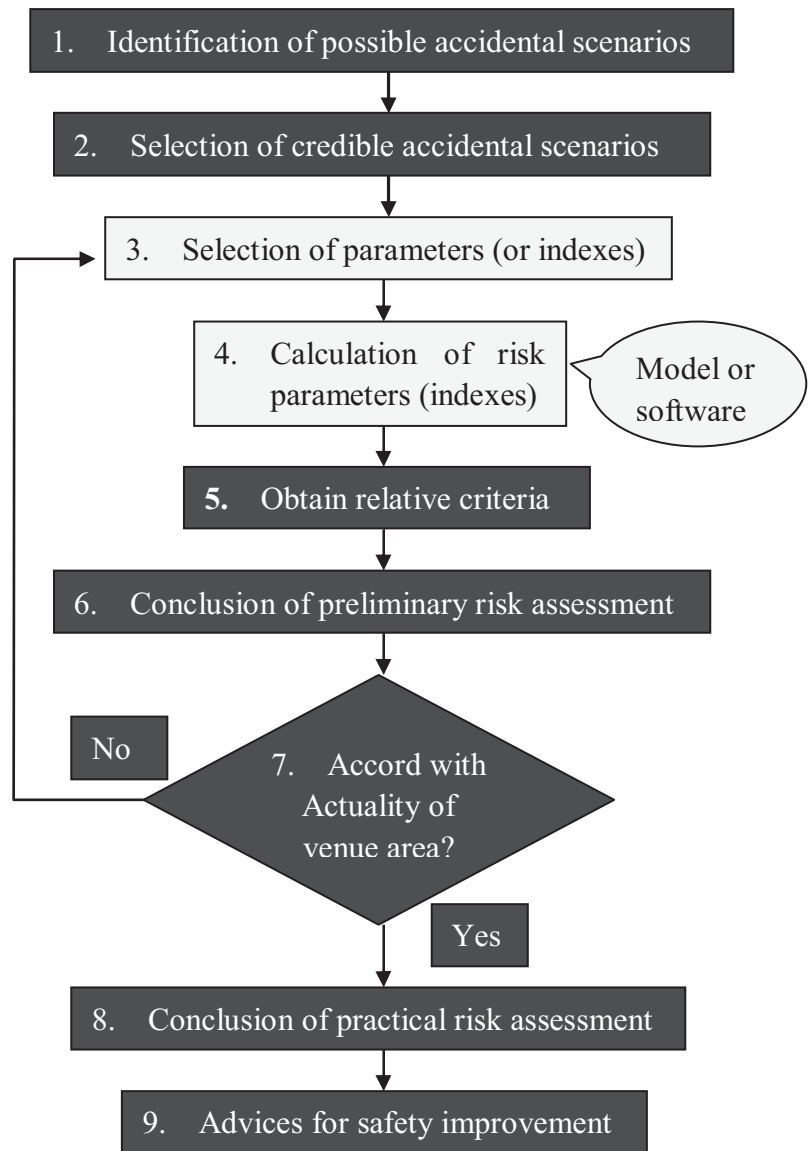 1. Identification of possible accidental scenarios
2. Selection of credible accidental scenarios
3. Selection of parameters (or indexes)
4. Calculation of risk
parameters (indexes)
Model or
software
5. Obtain relative criteria
6. Conclusion of preliminary risk assessment
No
7. Accord with
Actuality of
venue area?
Yes
8. Conclusion of practical risk assessment
9. Advices for safety improvement